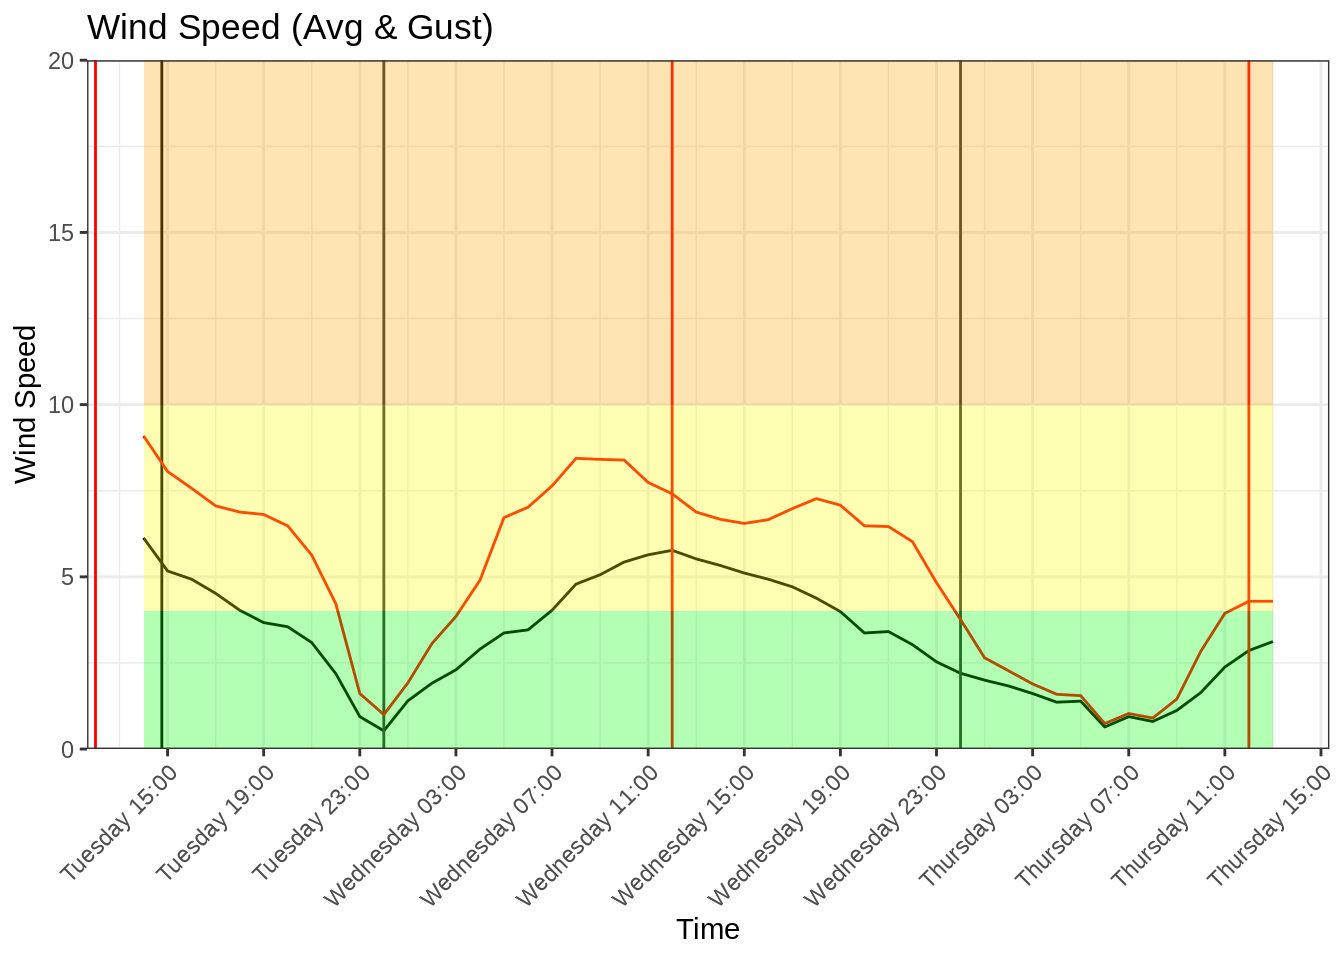 Wind Speed (Avg & Gust)
20
15
10
5
0
Wind Speed
Tuesday 15:00
Tuesday 19:00
Tuesday 23:00
Wednesday 03:00
Wednesday 07:00
Wednesday 11:00
Wednesday 15:00
Wednesday 19:00
Wednesday 23:00
Thursday 03:00
Thursday 07:00
Thursday 11:00
Thursday 15:00
Time